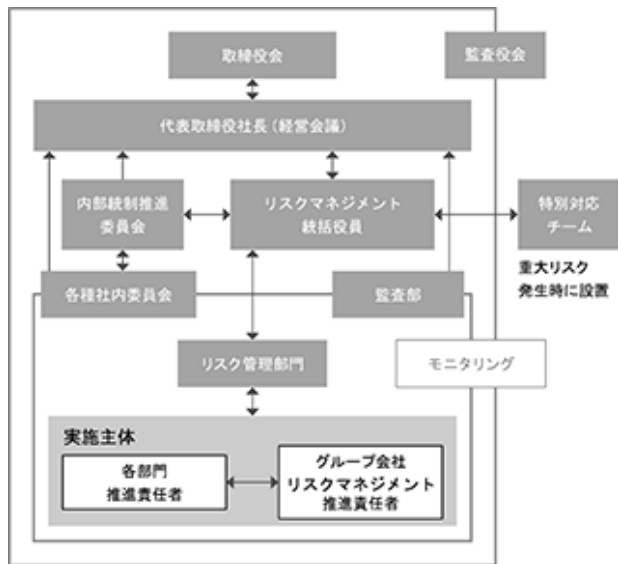 取締役会
監査役会
代表取締役社長(経営会議)
内部統制推進
委員会
リスクマネジメント
統括役員
特別対応
チーム
重大リスク
発生時に設置
各種社内委員会
監査部
リスク管理部門
モニタリング
実施主体
各部門
推進責任者
グループ会社
リスクマネジメント
推進責任者